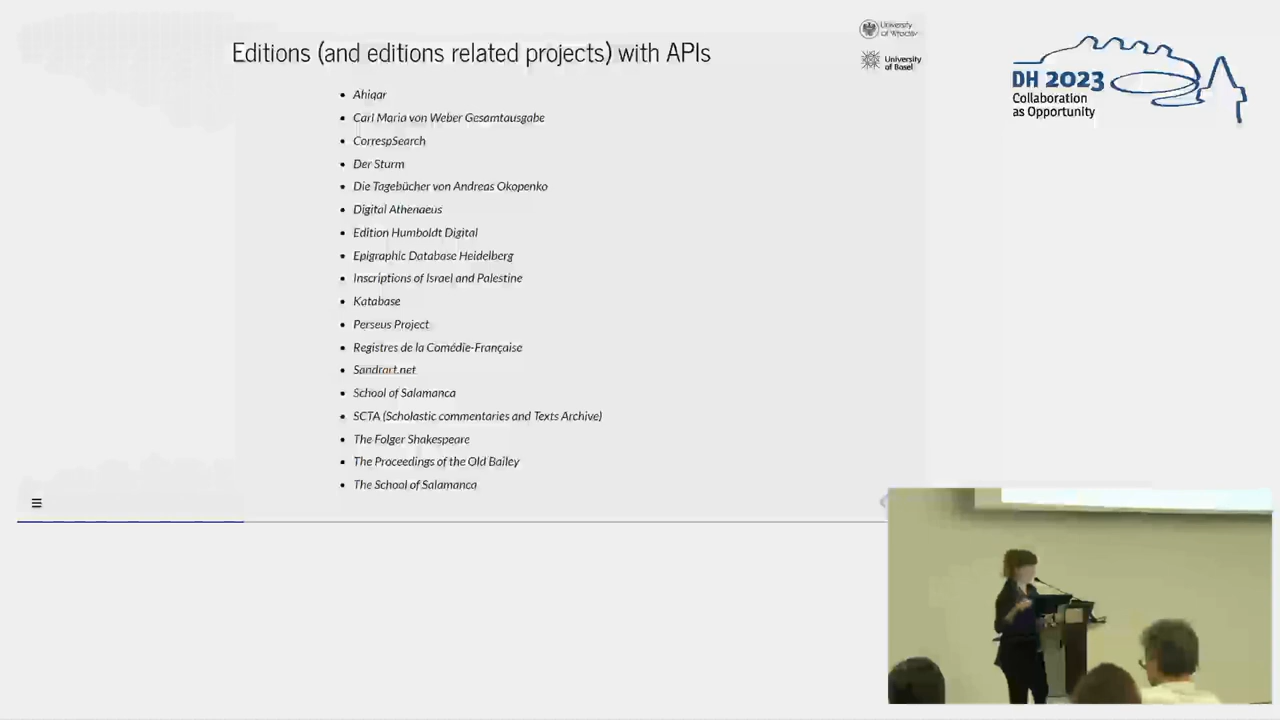 Editions (and editions related projects) with APIs
University
of Wrocław
University
of Basel
DH 2023
Collaboration
as Opportunity
Ahiqar
Carl Maria von Weber Gesamtausgabe
CorrespSearch
Der Sturm
Die Tagebücher von Andreas Okopenko
Digital Athenaeus
Edition Humboldt Digital
Epigraphic Database Heidelberg
Inscriptions of Israel and Palestine
Katabase
Perseus Project
Registres de la Comédie-Française
Sandrart.net
School of Salamanca
SCTA (Scholastic commentaries and Texts Archive)
The Folger Shakespeare
The Proceedings of the Old Bailey
The School of Salamanca